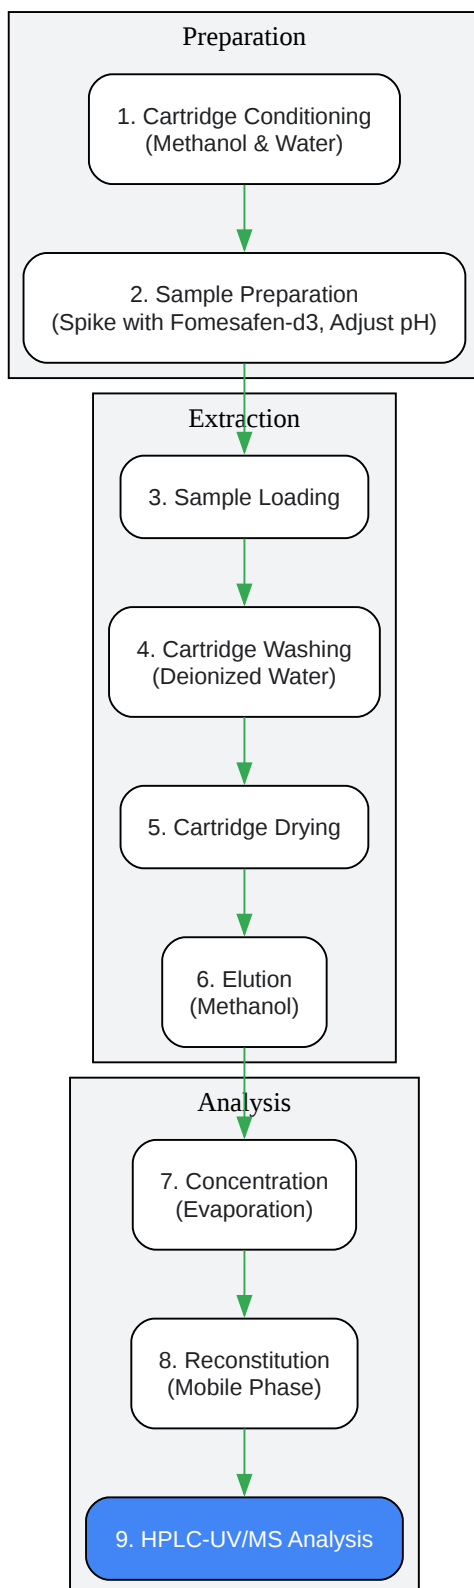 Preparation
1. Cartridge Conditioning
(Methanol & Water)
2. Sample Preparation
(Spike with Fomesafen-d3, Adjust pH)
Extraction
3. Sample Loading
4. Cartridge Washing
(Deionized Water)
5. Cartridge Drying
6. Elution
(Methanol)
Analysis
7. Concentration
(Evaporation)
8. Reconstitution
(Mobile Phase)
9. HPLC-UV/MS Analysis